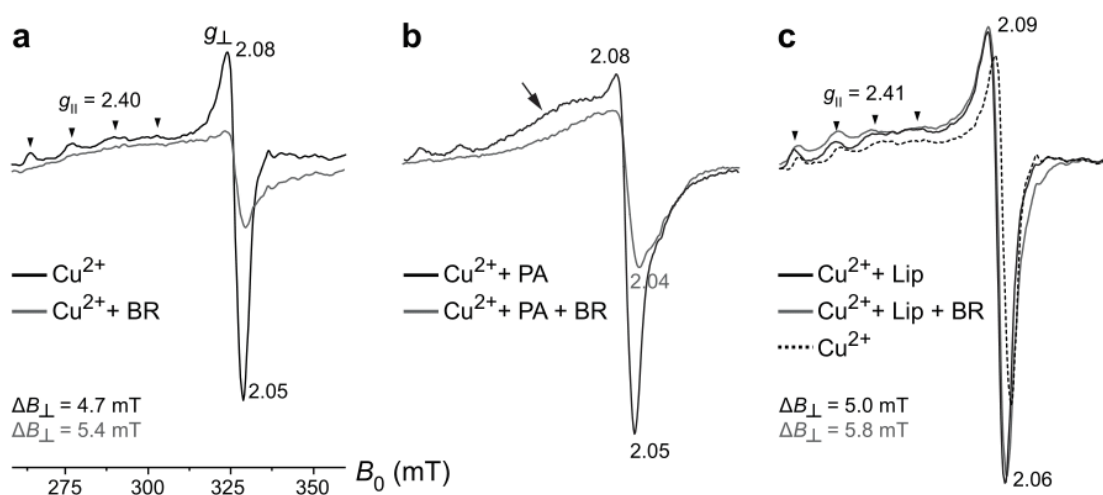 a
g⊥
2.08
g|| = 2.40
Cu2+
Cu2+ + BR
2.05
ΔB⊥ = 4.7 mT
ΔB⊥ = 5.4 mT
275 300 325 350
B0 (mT)
b
2.08
Cu2+ + PA
Cu2+ + PA + BR
2.04
2.05
c
2.09
g|| = 2.41
Cu2+ + Lip
Cu2+ + Lip + BR
Cu2+
ΔB⊥ = 5.0 mT
ΔB⊥ = 5.8 mT
2.06